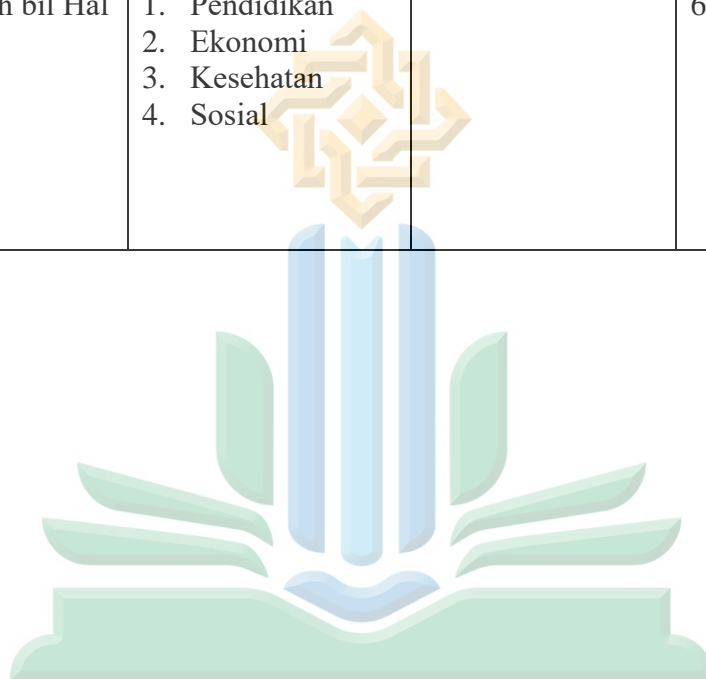 h bil Hal 1. Pendidikan 6
2. Ekonomi
3. Kesehatan
4. Sosial